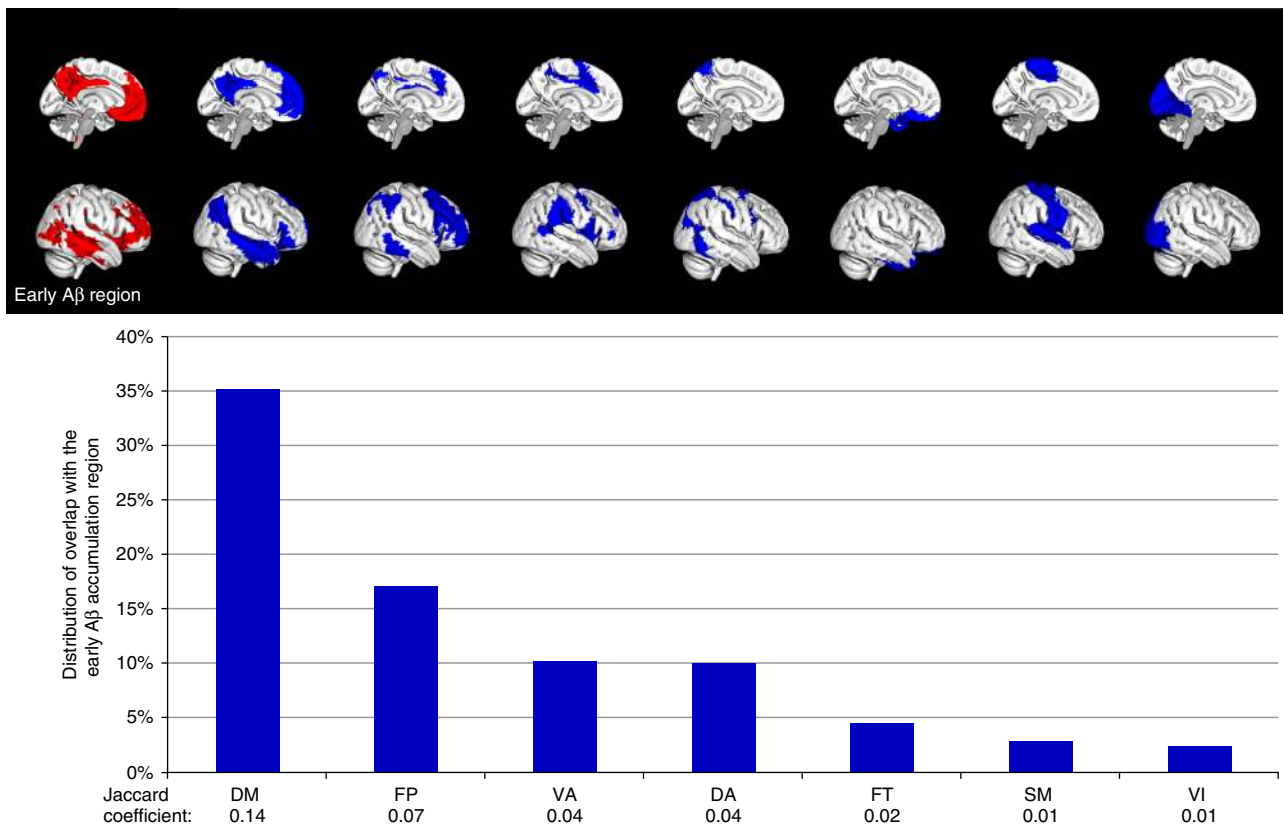 Early Aβ region
Distribution of overlap with the
early Aβ accumulation region
40%
35%
30%
25%
20%
15%
10%
5%
0%
Jaccard DM FP VA DA FT SM VI
coefficient: 0.14 0.07 0.04 0.04 0.02 0.01 0.01